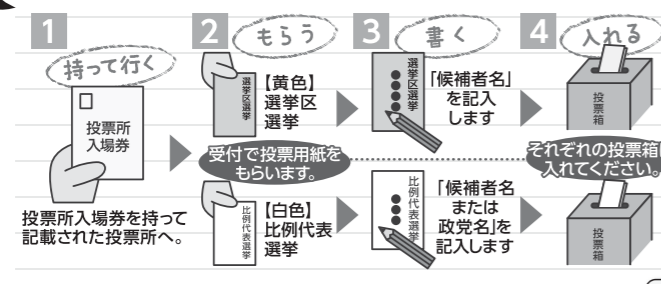 1
持って行く
投票所
入場券
投票所入場券を持って
記載された投票所へ。
2
もらう
選挙区選挙
【黄色】
選挙区
選挙
受付で投票用紙を
もらいます。
比例代表選挙
【白色】
比例代表
選挙
3
書く
選挙区選挙
「候補者名」
を記入
します
比例代表選挙
「候補者名
または
政党名」を
記入します
4
入れる
投票箱
それぞれの投票箱に
入れてください。
投票箱